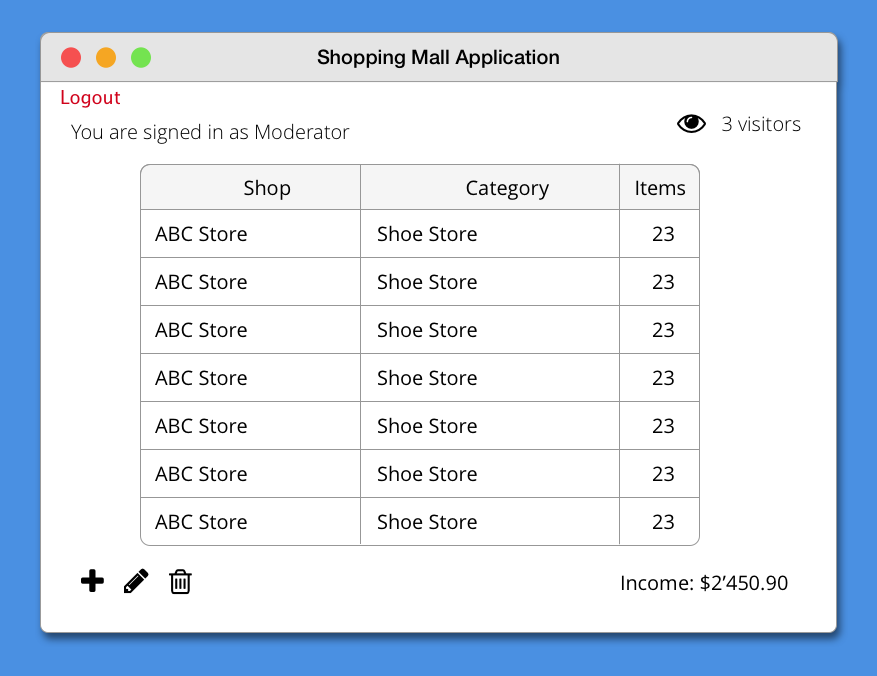 Shopping Mall Application
Logout
You are signed in as Moderator
3 visitors
Shop Category Items
ABC Store Shoe Store 23
ABC Store Shoe Store 23
ABC Store Shoe Store 23
ABC Store Shoe Store 23
ABC Store Shoe Store 23
ABC Store Shoe Store 23
ABC Store Shoe Store 23
Income: $2’450.90